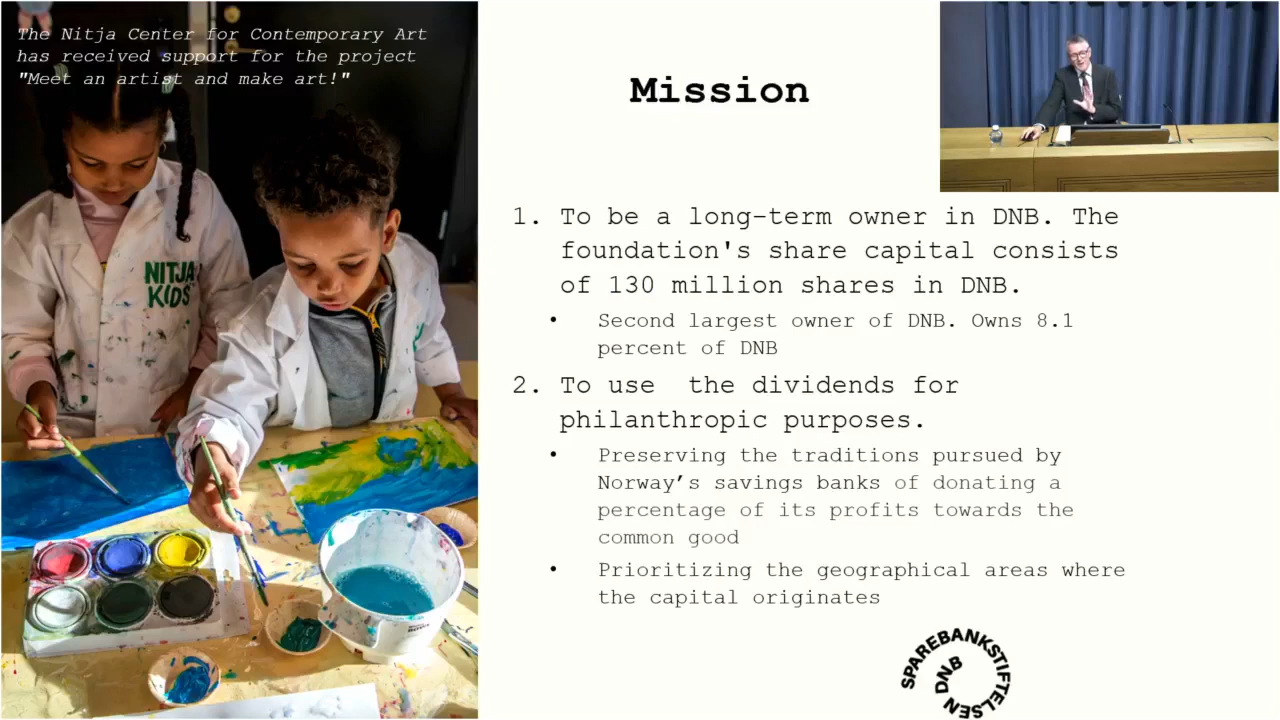 The Nitja Center for Contemporary Art
has received support for the project
"Meet an artist and make art!"
NITJA
KIDS
Mission
1. To be a long-term owner in DNB. The
foundation's share capital consists
of 130 million shares in DNB.
• Second largest owner of DNB. Owns 8.1
percent of DNB
2. To use  the dividends for
philanthropic purposes.
• Preserving the traditions pursued by
Norway’s savings banks of donating a
percentage of its profits towards the
common good
• Prioritizing the geographical areas where
the capital originates
SPAREBANKSTIFTELSEN
DNB